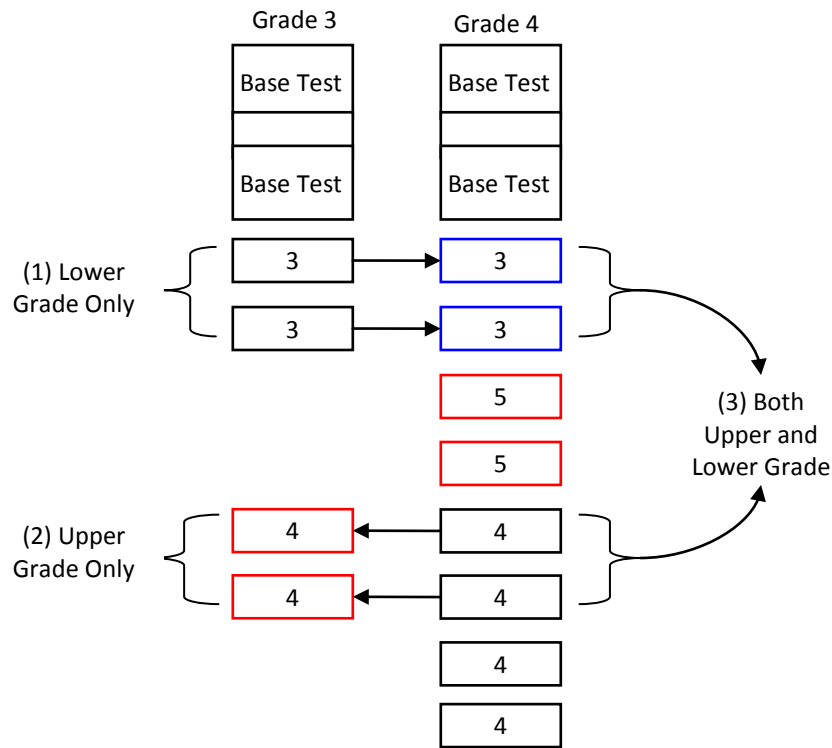 Grade 3
Grade 4
Base Test
Base Test
Base Test
Base Test
(1) Lower
Grade Only
3
3
3
3
5
5
(3) Both
Upper and
Lower Grade
(2) Upper
Grade Only
4
4
4
4
4
4